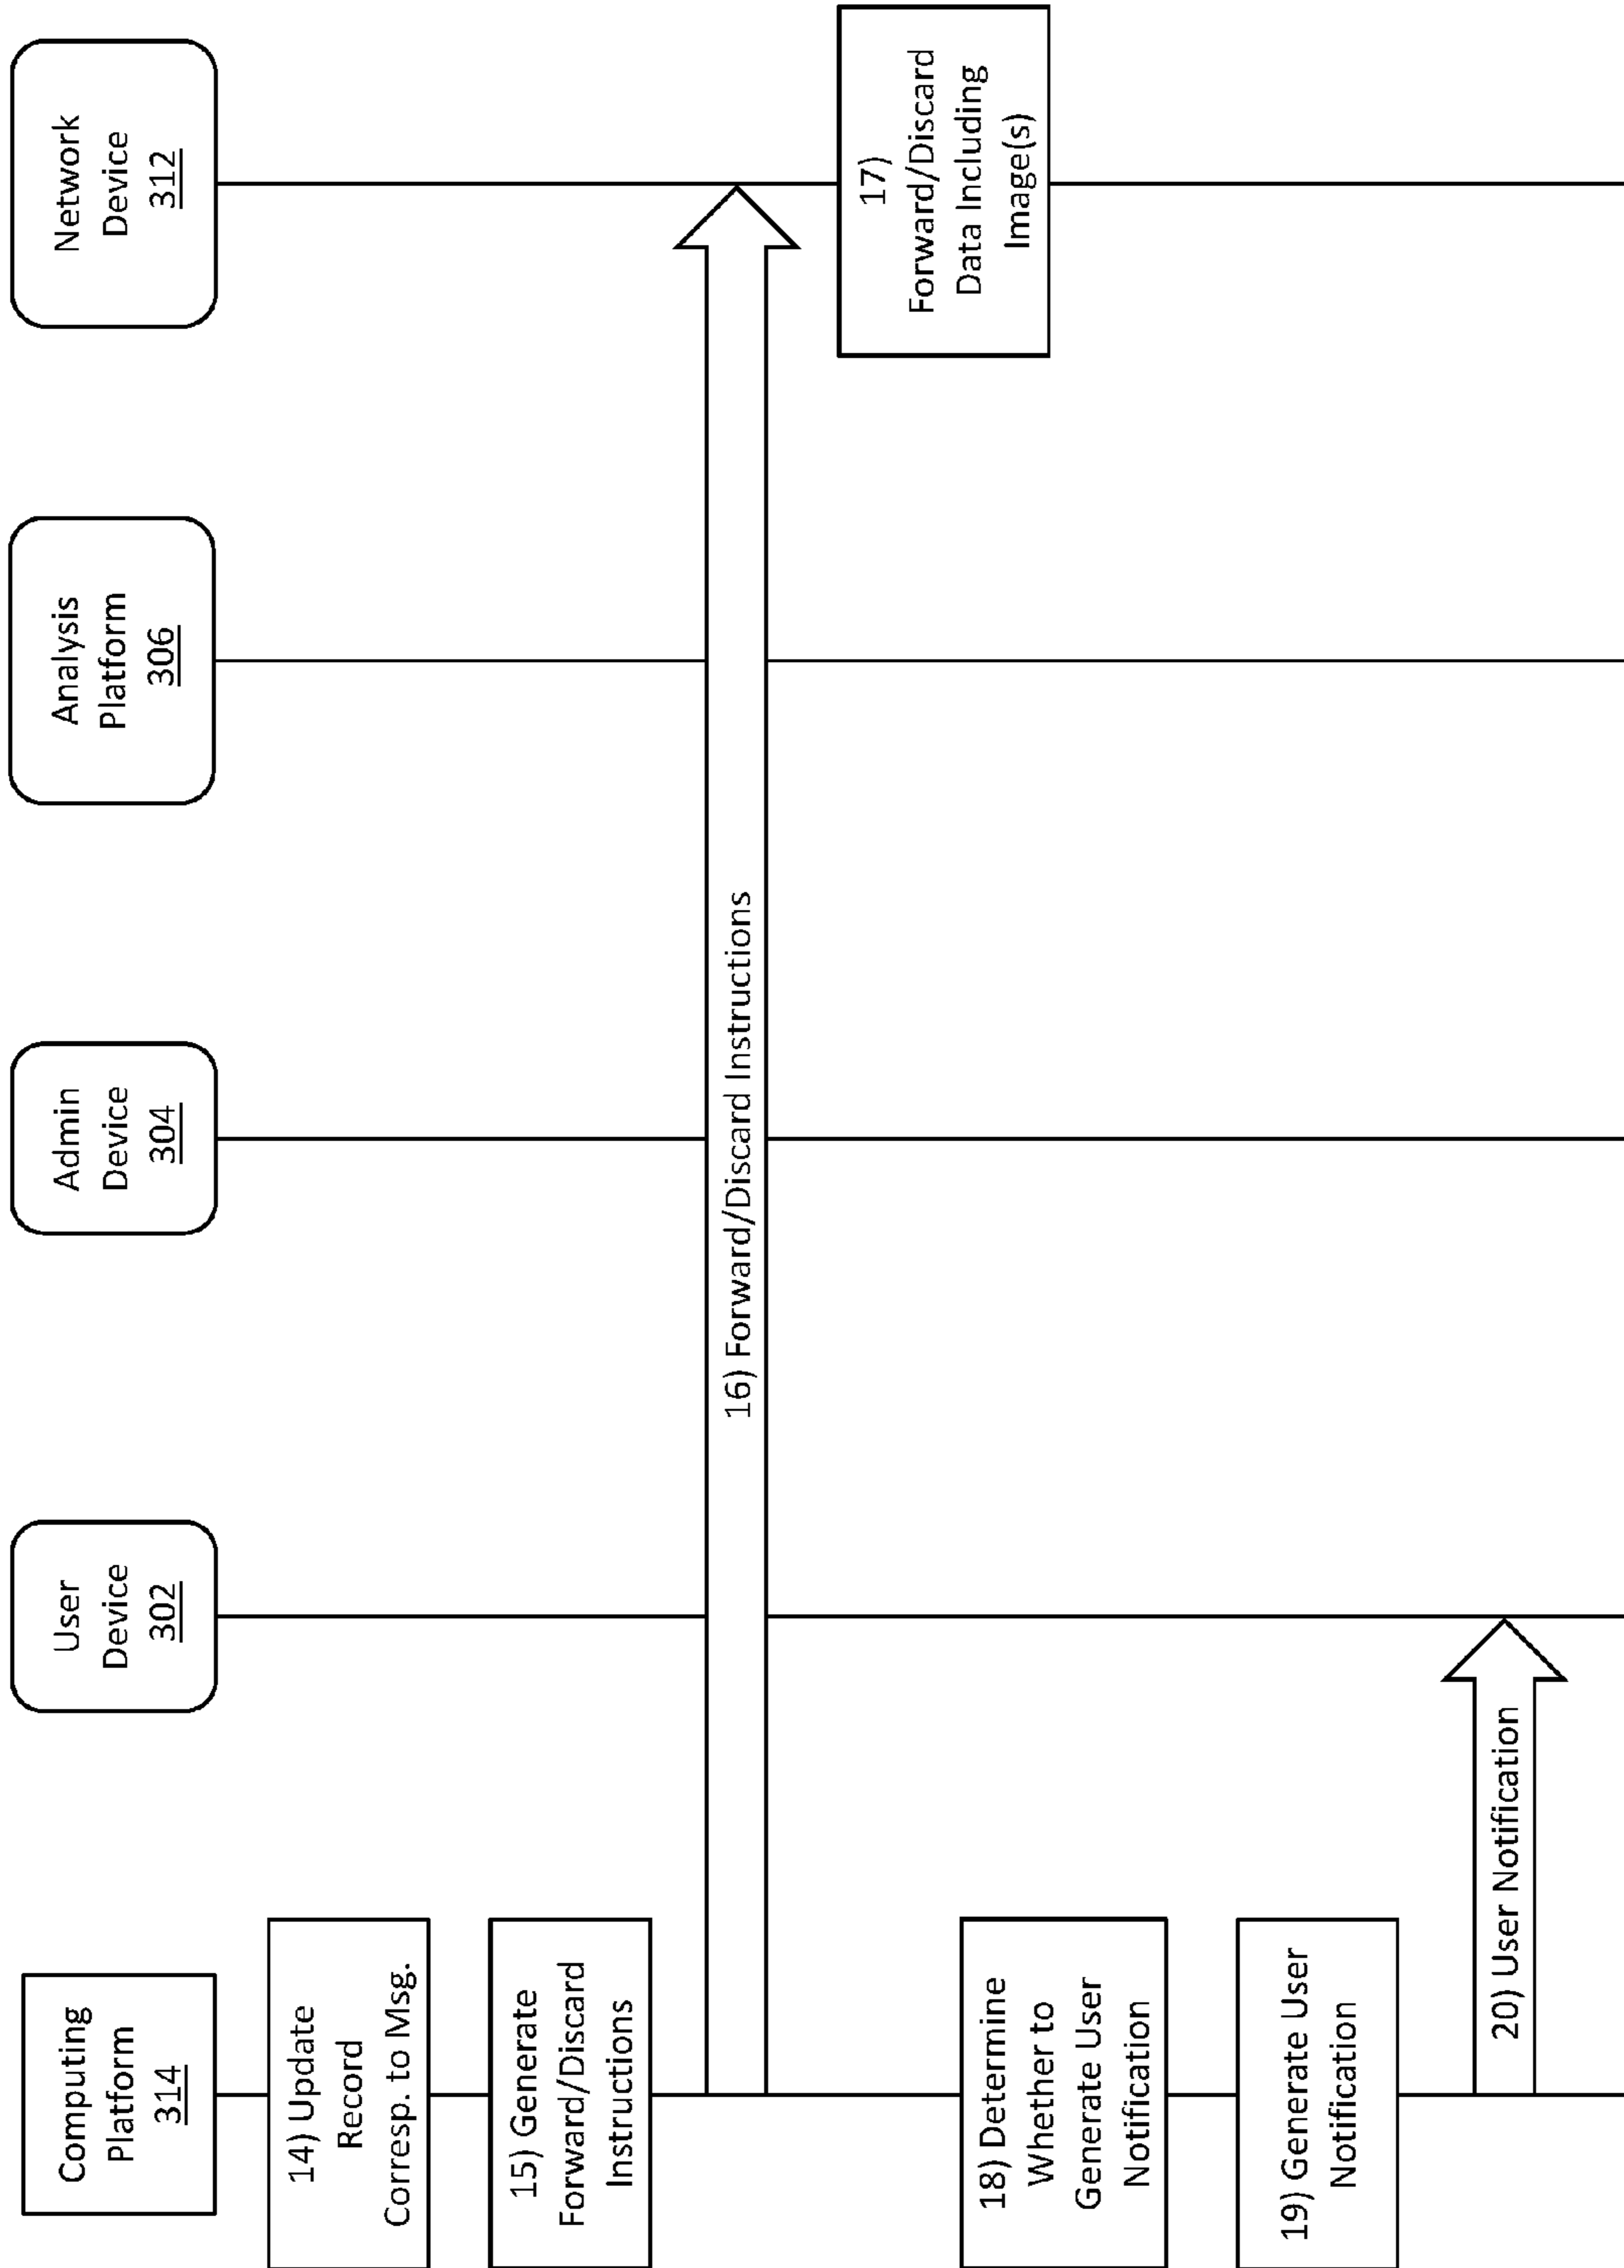 Computing
Platform
314
User
Device
302
Admin
Device
304
Analysis
Platform
306
Network
Device
312
14) Update
Record
Corresp. to Msg.
15) Generate
Forward/Discard
Instructions
16) Forward/Discard Instructions
17)
Forward/Discard
Data Including
Image(s)
18) Determine
Whether to
Generate User
Notification
19) Generate User
Notification
20) User Notification